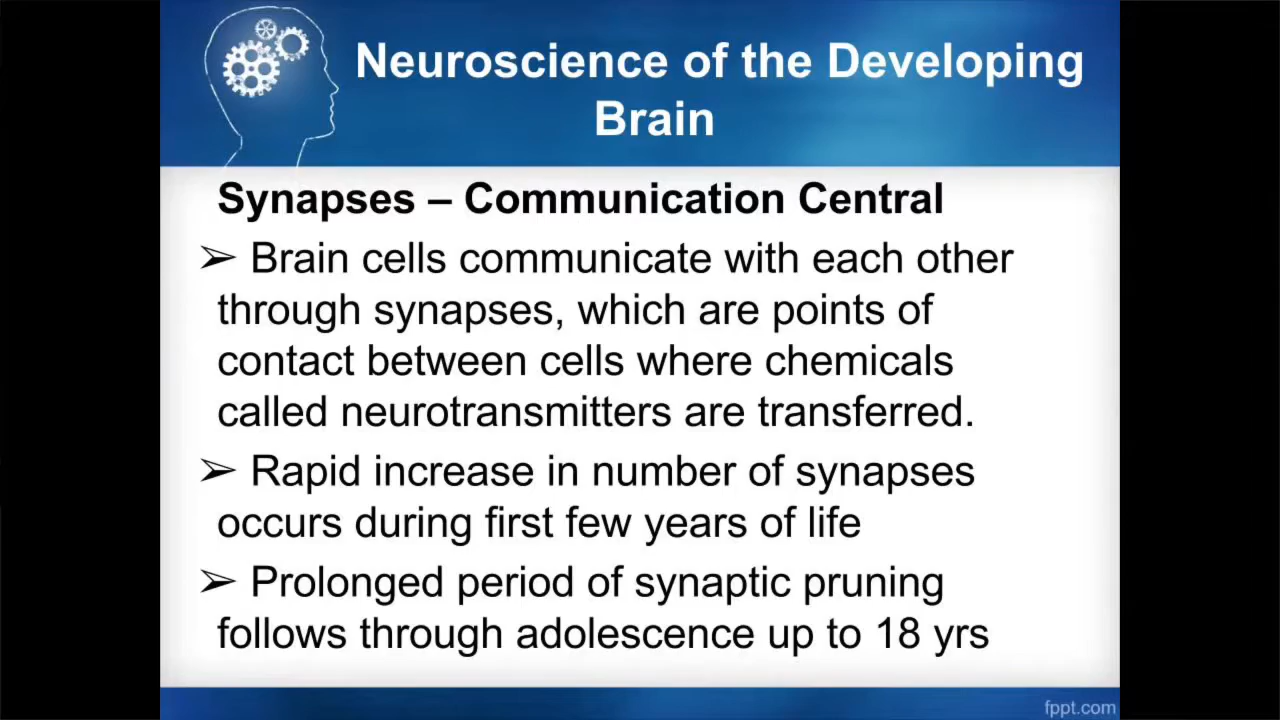 Neuroscience of the Developing
Brain
Synapses – Communication Central
➢ Brain cells communicate with each other
through synapses, which are points of
contact between cells where chemicals
called neurotransmitters are transferred.
➢ Rapid increase in number of synapses
occurs during first few years of life
➢ Prolonged period of synaptic pruning
follows through adolescence up to 18 yrs
fppt.com